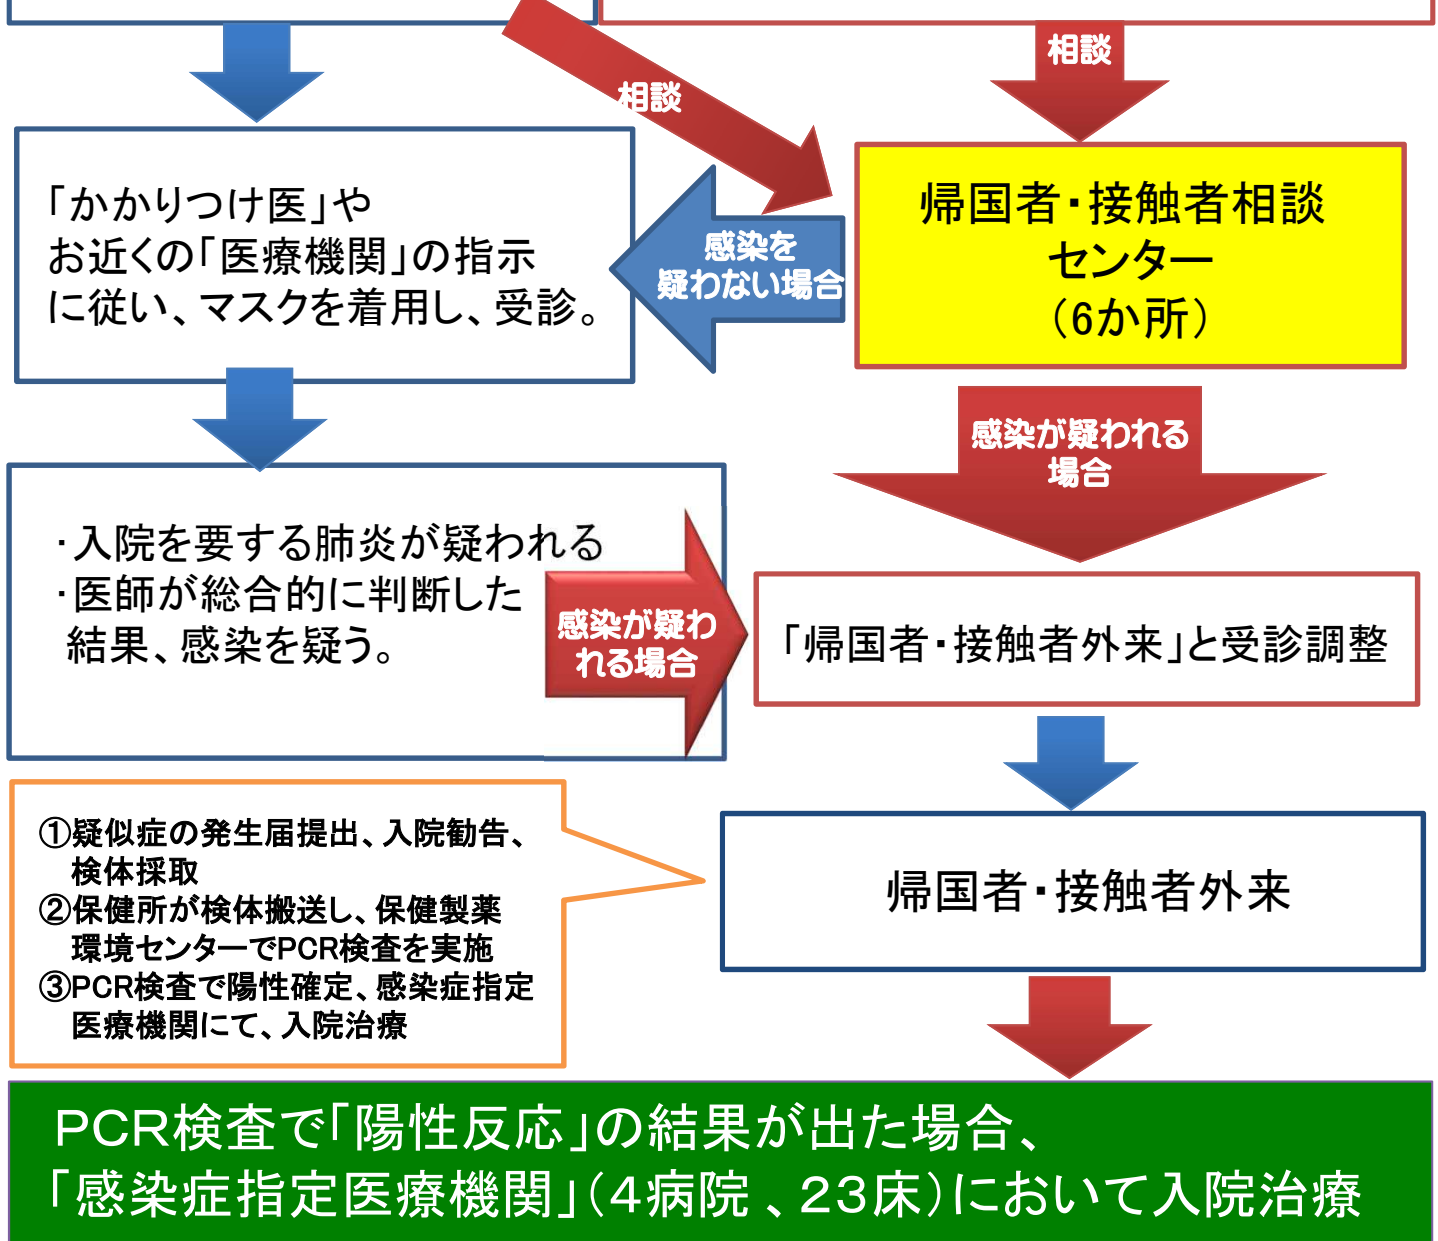 相談
相談
「かかりつけ医」や
お近くの「医療機関」の指示
に従い、マスクを着用し、受診。
感染を
疑わない場合
帰国者・接触者相談
センター
（6か所）
感染が疑われる
場合
・入院を要する肺炎が疑われる
・医師が総合的に判断した
結果、感染を疑う。
感染が疑わ
れる場合
「帰国者・接触者外来」と受診調整
①疑似症の発生届提出、入院勧告、
検体採取
②保健所が検体搬送し、保健製薬
環境センターでPCR検査を実施
③PCR検査で陽性確定、感染症指定
医療機関にて、入院治療
帰国者・接触者外来
ＰＣＲ検査で「陽性反応」の結果が出た場合、
「感染症指定医療機関」（４病院 、２３床）において入院治療